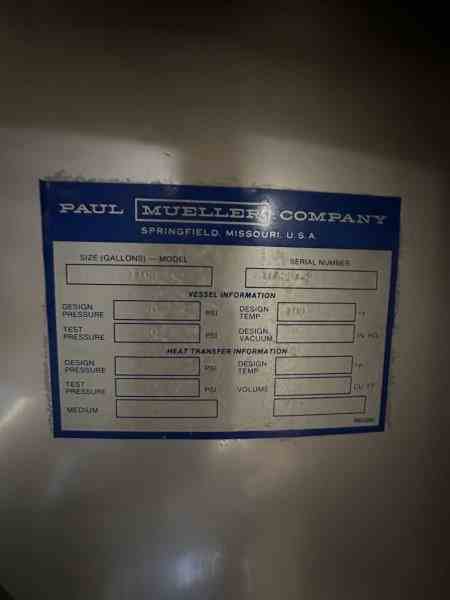 PAUL MUELLER COMPANY
SPRINGFIELD, MISSOURI, U.S.A.
SIZE (GALLONS) — MODEL SERIAL NUMBER
VESSEL INFORMATION
DESIGN PRESSURE PSI DESIGN TEMP. °F
TEST PRESSURE PSI DESIGN VACUUM IN. HG.
HEAT TRANSFER INFORMATION
DESIGN PRESSURE PSI DESIGN TEMP. °F
TEST PRESSURE PSI VOLUME CU. FT.
MEDIUM